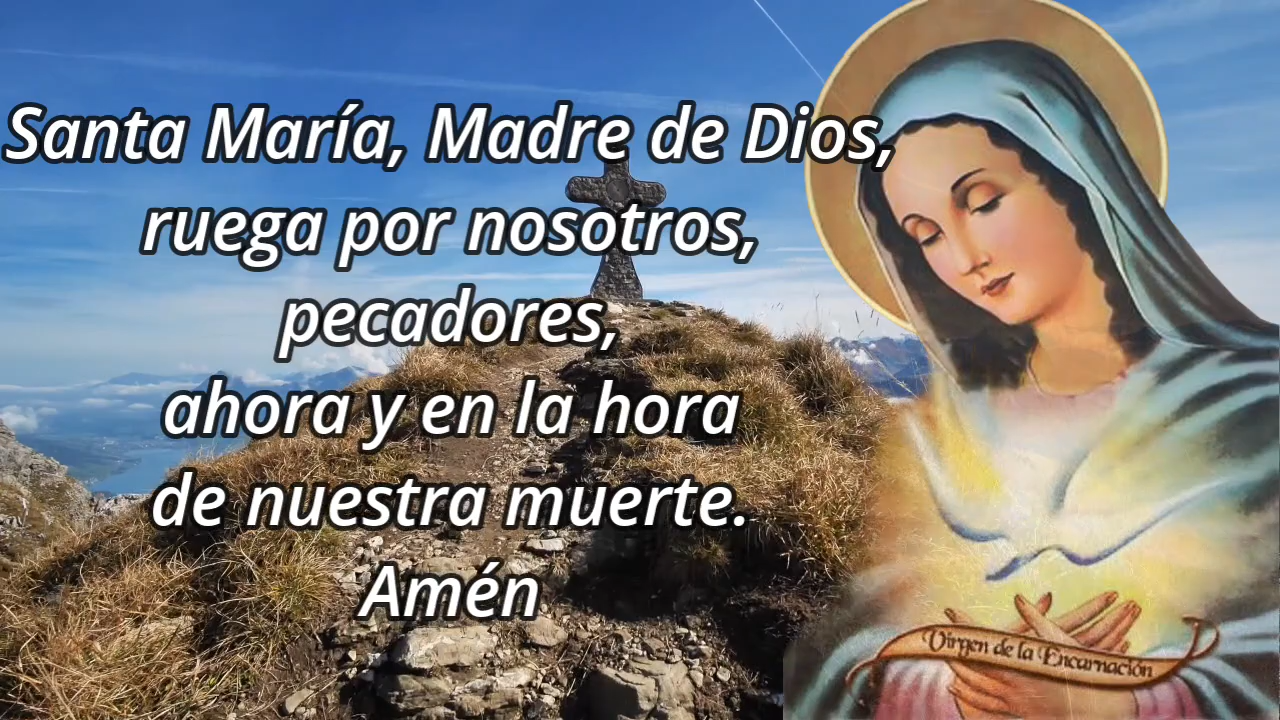 Santa María, Madre de Dios,
ruega por nosotros,
pecadores,
ahora y en la hora
de nuestra muerte.
Amén
Virgen de la Encarnación